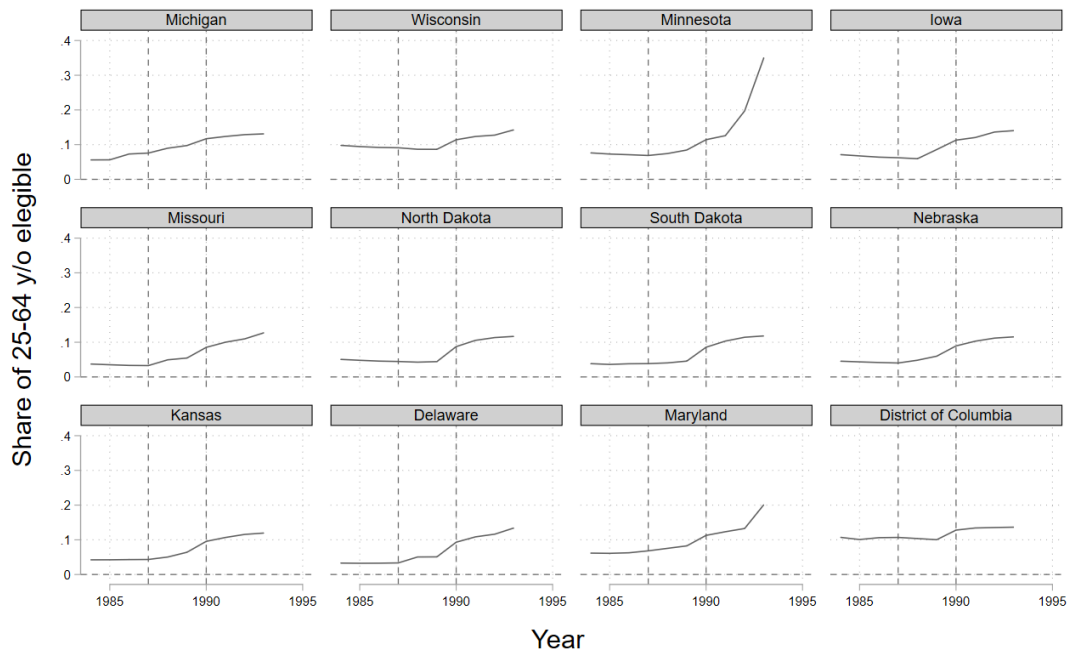 Michigan Wisconsin Minnesota Iowa
.4
.3
.2
.1
0
Missouri North Dakota South Dakota Nebraska
.4
.3
.2
.1
0
Kansas Delaware Maryland District of Columbia
.4
.3
.2
.1
0
1985 1990 1995 1985 1990 1995 1985 1990 1995 1985 1990 1995
Share of 25-64 y/o elegible
Year